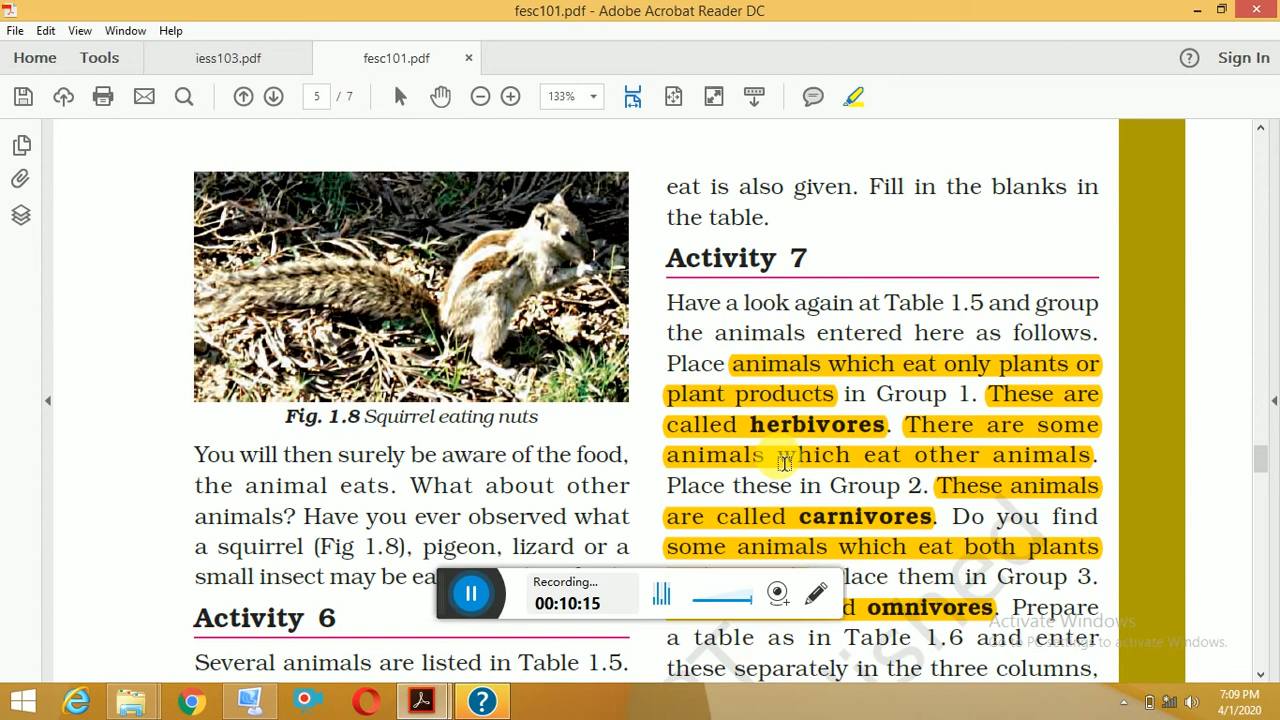 fesc101.pdf - Adobe Acrobat Reader DC
File Edit View Window Help
Home Tools iess103.pdf fesc101.pdf × Sign In
5 / 7 133%
Fig. 1.8 Squirrel eating nuts
You will then surely be aware of the food,
the animal eats. What about other
animals? Have you ever observed what
a squirrel (Fig 1.8), pigeon, lizard or a
small insect may be
Activity 6
Several animals are listed in Table 1.5.
eat is also given. Fill in the blanks in
the table.
Activity 7
Have a look again at Table 1.5 and group
the animals entered here as follows.
Place animals which eat only plants or
plant products in Group 1. These are
called herbivores. There are some
animals which eat other animals.
Place these in Group 2. These animals
are called carnivores. Do you find
some animals which eat both plants
lace them in Group 3.
d omnivores. Prepare
a table as in Table 1.6 and enter
these separately in the three columns,
Recording...
00:10:15
Activate Windows
Go to PC settings to activate Windows.
7:09 PM
4/1/2020